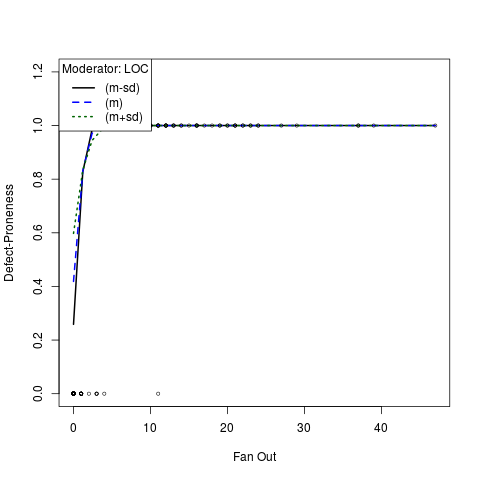 Moderator: LOC
(m-sd)
(m)
(m+sd)
1.2
1.0
0.8
0.6
0.4
0.2
0.0
Defect-Proneness
0 10 20 30 40
Fan Out